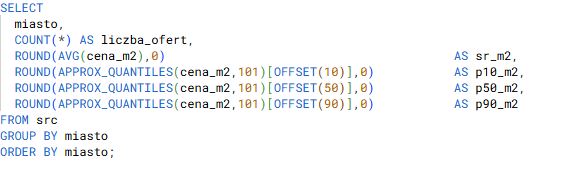 SELECT
  miasto,
  COUNT(*) AS liczba_ofert,
  ROUND(AVG(cena_m2),0)                                AS sr_m2,
  ROUND(APPROX_QUANTILES(cena_m2,101)[OFFSET(10)],0)   AS p10_m2,
  ROUND(APPROX_QUANTILES(cena_m2,101)[OFFSET(50)],0)   AS p50_m2,
  ROUND(APPROX_QUANTILES(cena_m2,101)[OFFSET(90)],0)   AS p90_m2
FROM src
GROUP BY miasto
ORDER BY miasto;